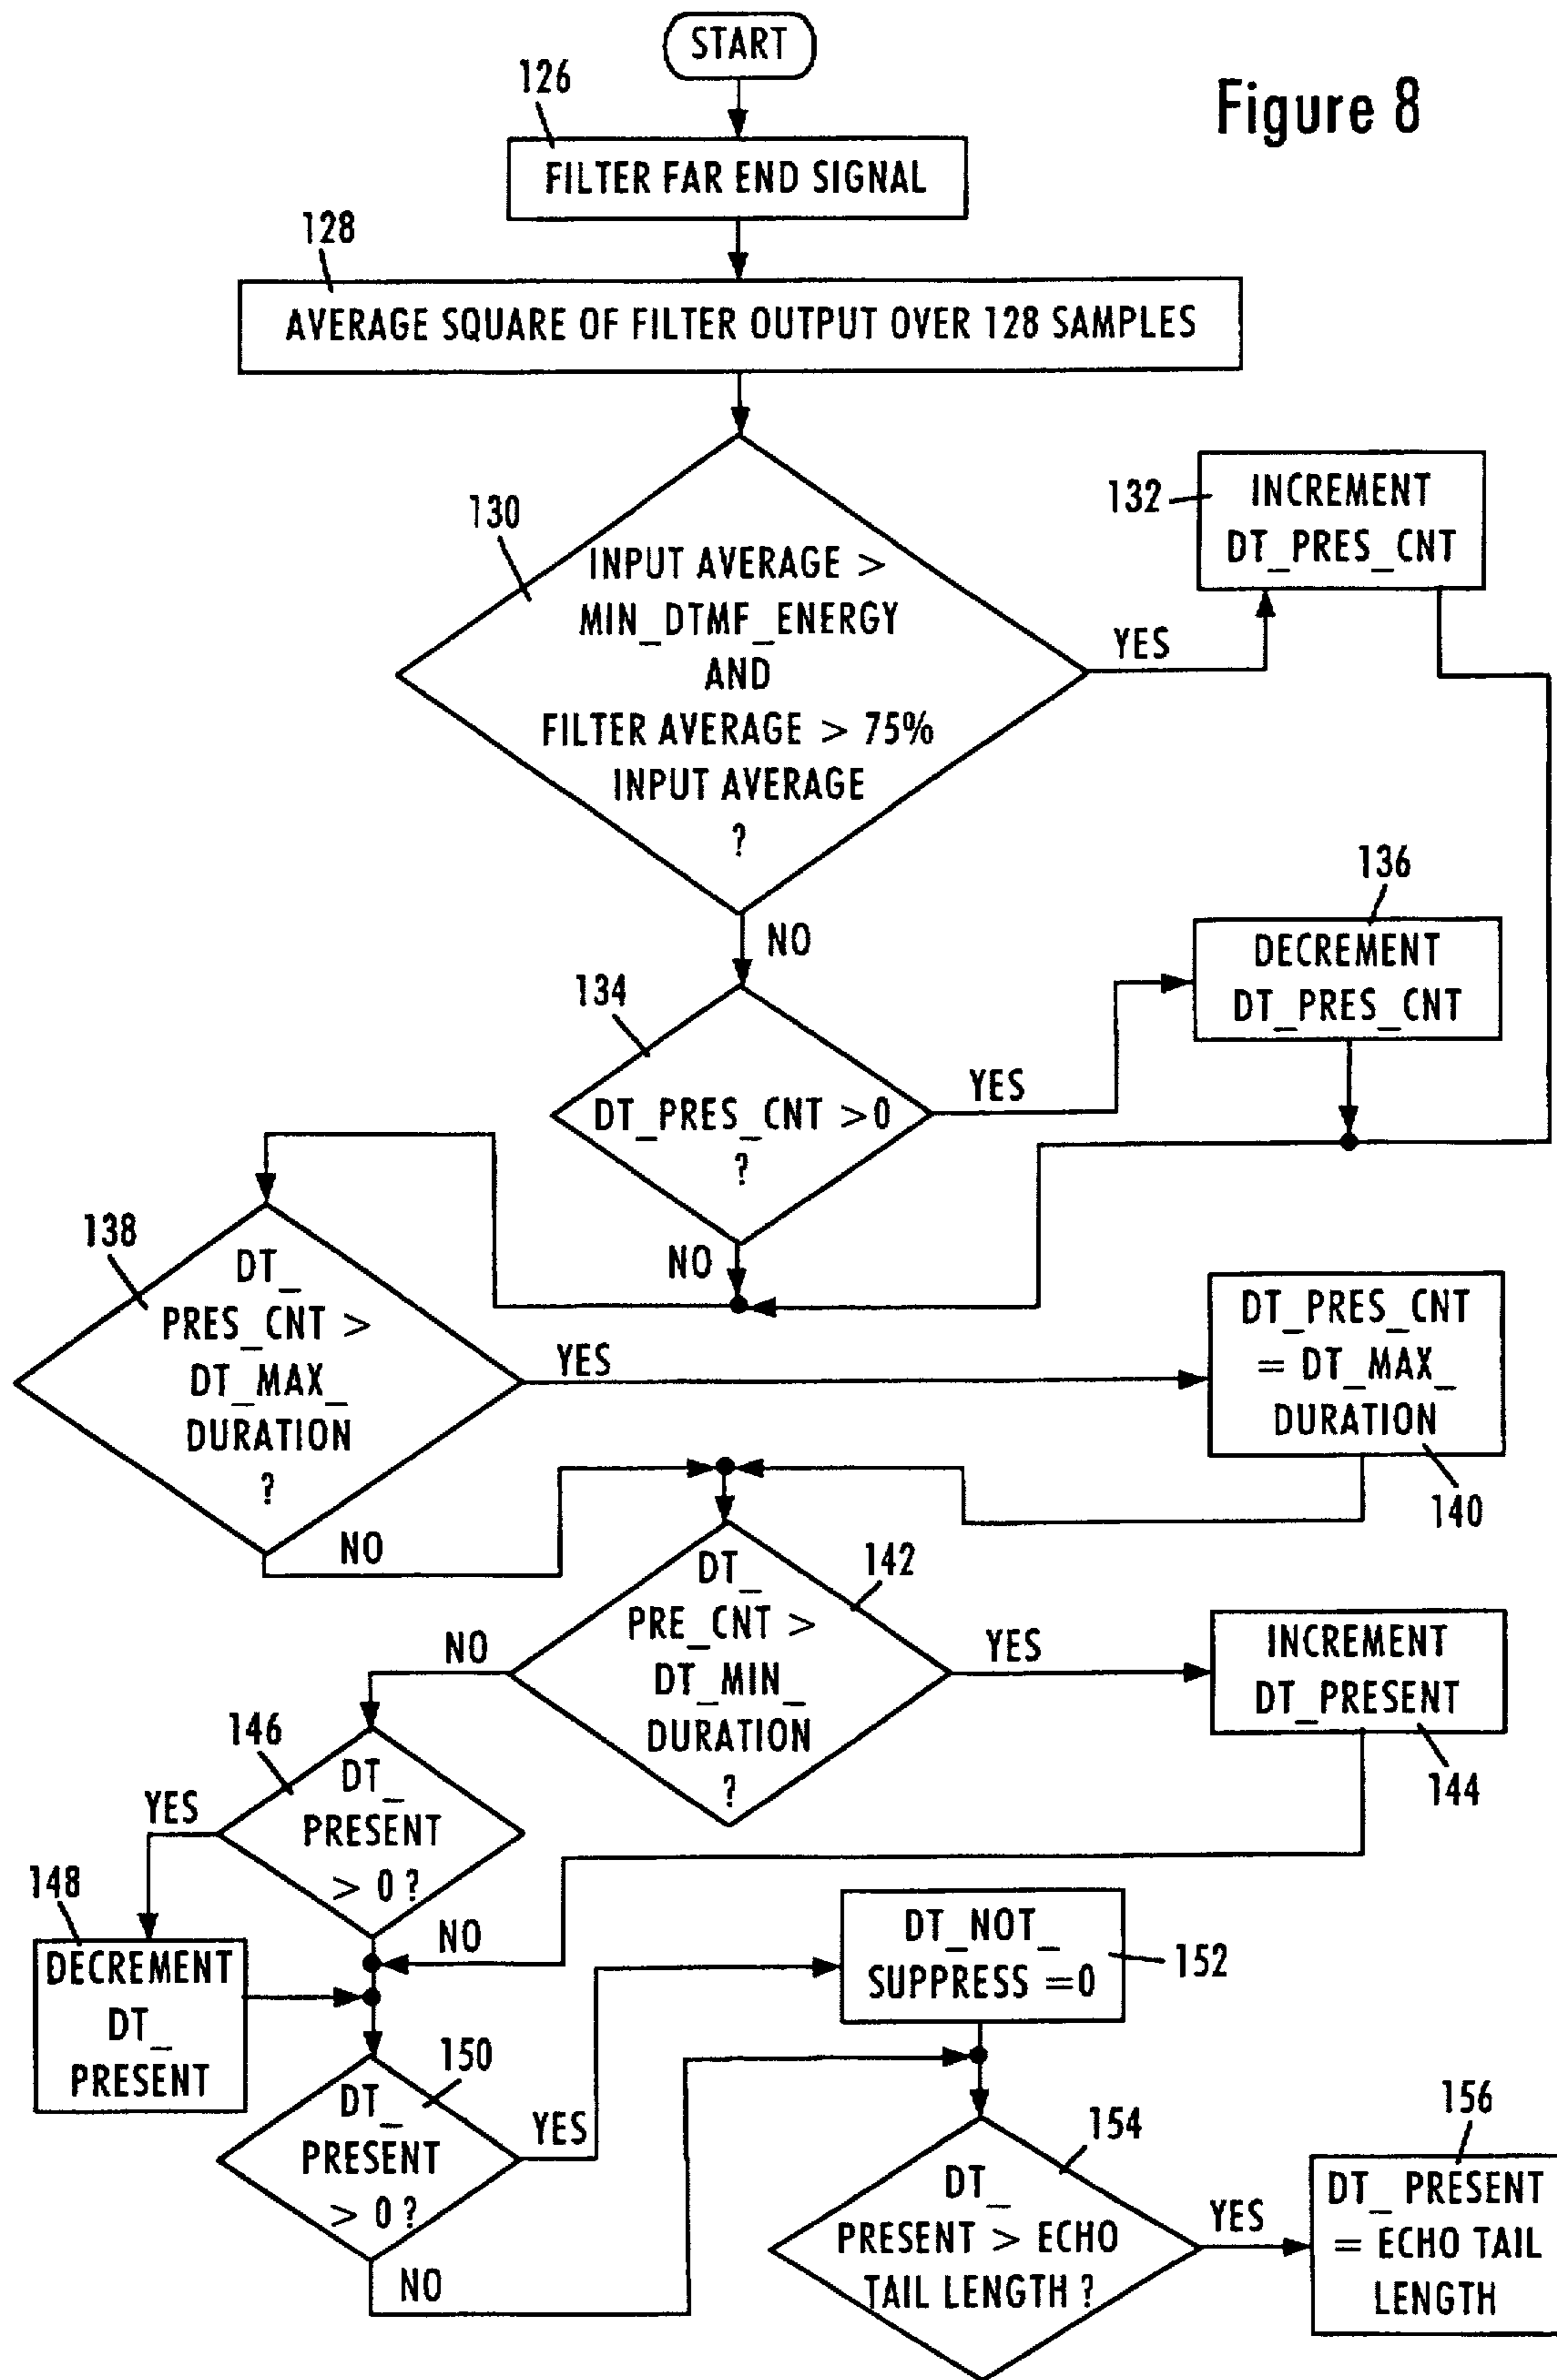 START
Figure 8
126
FILTER FAR END SIGNAL
128
AVERAGE SQUARE OF FILTER OUTPUT OVER 128 SAMPLES
130
INPUT AVERAGE >
MIN_DTMF_ENERGY
AND
FILTER AVERAGE > 75%
INPUT AVERAGE
?
YES
132
INCREMENT
DT_PRES_CNT
NO
134
DT_PRES_CNT >0
?
YES
136
DECREMENT
DT_PRES_CNT
NO
138
DT_
PRES_CNT >
DT_MAX_
DURATION
?
YES
DT_PRES_CNT
= DT_MAX_
DURATION
140
NO
142
DT_
PRE_CNT >
DT_MIN_
DURATION
?
YES
INCREMENT
DT_PRESENT
144
NO
146
DT_
PRESENT
> 0 ?
YES
148
DECREMENT
DT_
PRESENT
NO
150
DT_
PRESENT
> 0 ?
YES
DT_NOT_
SUPPRESS =0
152
NO
154
DT_
PRESENT > ECHO
TAIL LENGTH ?
YES
156
DT_ PRESENT
= ECHO TAIL
LENGTH